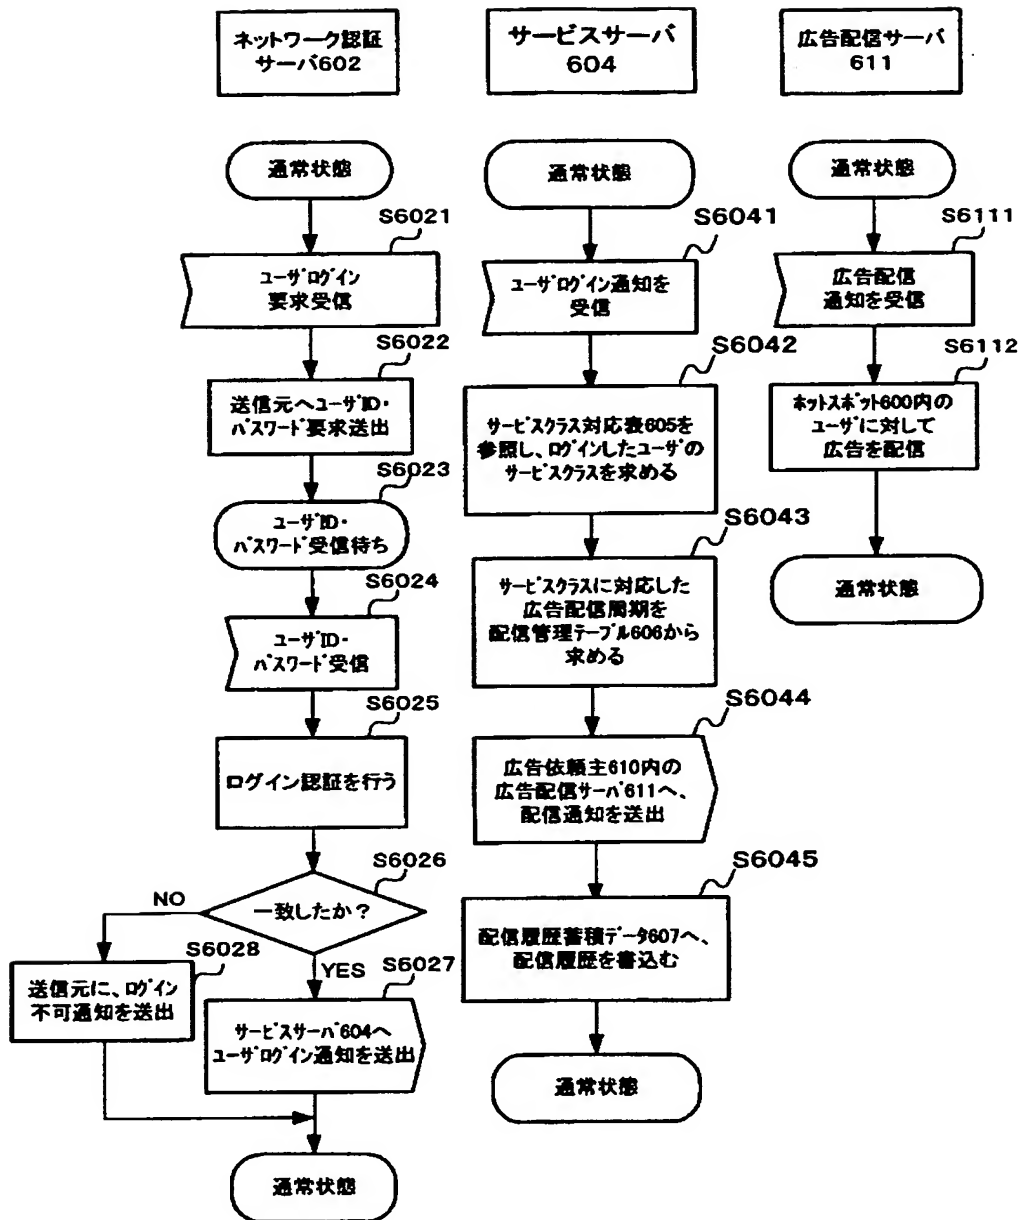 ネットワーク認証
サーバ602
通常状態
S6021
ユーザログイン
要求受信
S6022
送信元へユーザID・
パスワード要求送出
S6023
ユーザID・
パスワード受信待ち
S6024
ユーザID・
パスワード受信
S6025
ログイン認証を行う
S6026
一致したか？
NO
YES
S6028
送信元に、ログイン
不可通知を送出
S6027
サービスサーバ604へ
ユーザログイン通知を送出
通常状態
サービスサーバ
604
通常状態
S6041
ユーザログイン通知を
受信
S6042
サービスクラス対応表605を
参照し、ログインしたユーザの
サービスクラスを求める
S6043
サービスクラスに対応した
広告配信周期を
配信管理テーブル606から
求める
S6044
広告依頼主610内の
広告配信サーバ611へ、
配信通知を送出
S6045
配信履歴蓄積データ607へ、
配信履歴を書込む
通常状態
広告配信サーバ
611
通常状態
S6111
広告配信
通知を受信
S6112
ホットスポット600内の
ユーザに対して
広告を配信
通常状態